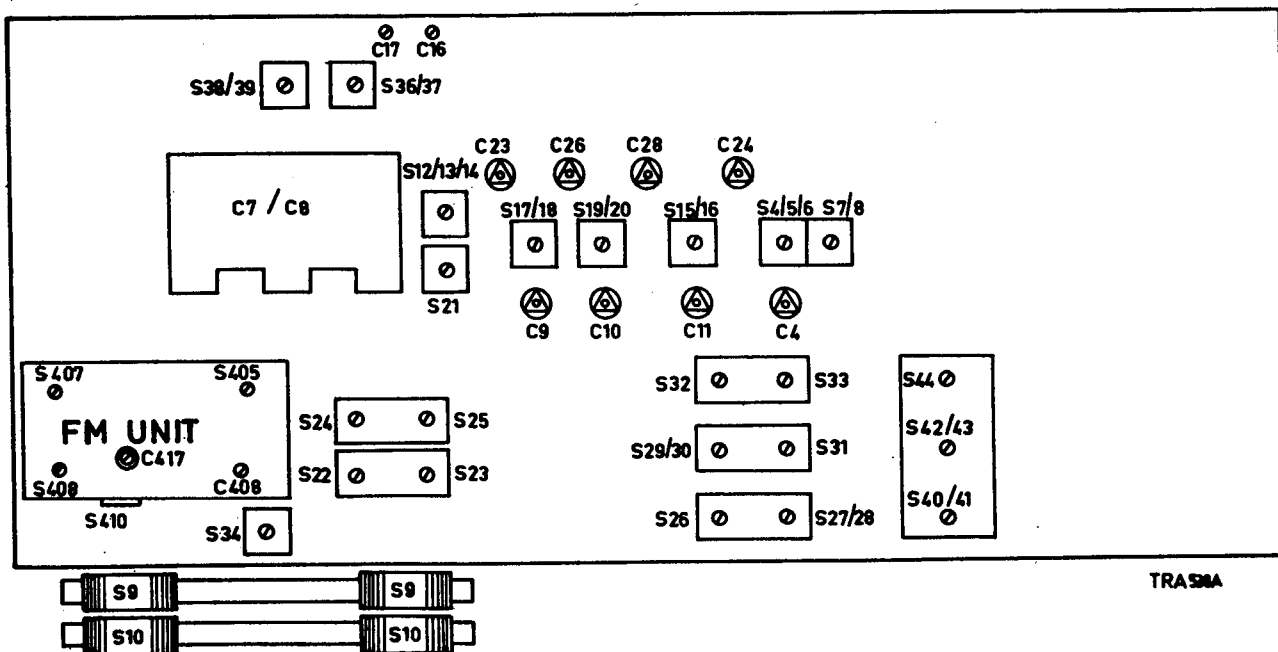 C17 C16
S38/39 S36/37
C23 C26 C28 C24
S12/13/14
C7 / C8
S17/18 S19/20 S15/16 S4/5/6 S7/8
S21
C9 C10 C11 C4
S407 S405
S32 S33
S44
FM UNIT
S24 S25
S42/43
C417
S29/30 S31
S408 C408
S22 S23
S40/41
S410
S34
S26 S27/28
S9 S9
S10 S10